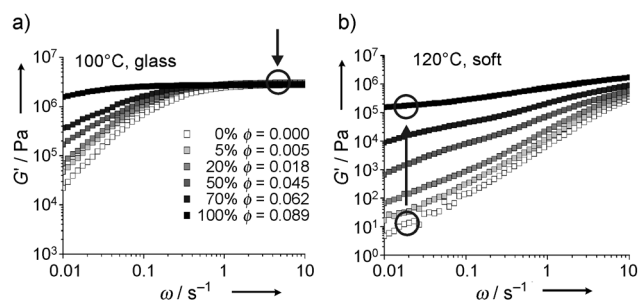 a)
100°C, glass
G' / Pa
10⁷
10⁶
10⁵
10⁴
10³
0% ϕ = 0.000
5% ϕ = 0.005
20% ϕ = 0.018
50% ϕ = 0.045
70% ϕ = 0.062
100% ϕ = 0.089
0.01 0.1 1 10
ω / s⁻¹
b)
120°C, soft
G' / Pa
10⁷
10⁶
10⁵
10⁴
10³
10²
10¹
10⁰
0.01 0.1 1 10
ω / s⁻¹